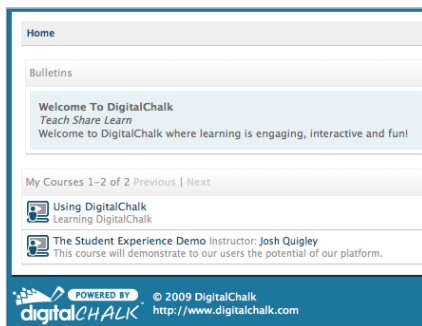 Home
Bulletins
Welcome To DigitalChalk
Teach Share Learn
Welcome to DigitalChalk where learning is engaging, interactive and fun!
My Courses 1-2 of 2 Previous | Next
Using DigitalChalk
Learning DigitalChalk
The Student Experience Demo Instructor: Josh Quigley
This course will demonstrate to our users the potential of our platform.
POWERED BY
digitalCHALK™
© 2009 DigitalChalk
http://www.digitalchalk.com